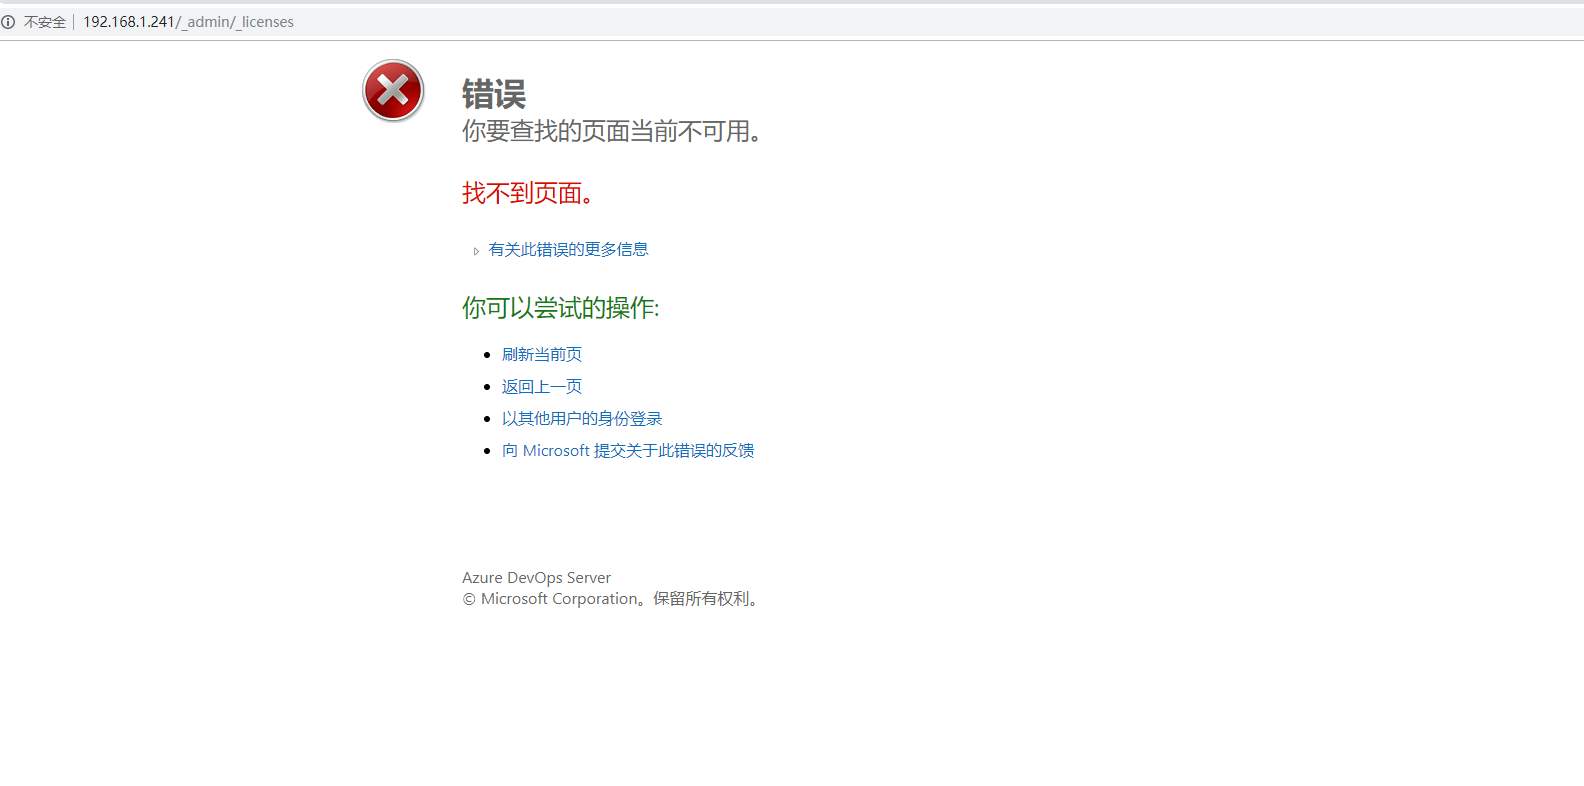 不安全 | 192.168.1.241/_admin/_licenses
错误
你要查找的页面当前不可用。
找不到页面。
有关此错误的更多信息
你可以尝试的操作:
刷新当前页
返回上一页
以其他用户的身份登录
向 Microsoft 提交关于此错误的反馈
Azure DevOps Server
© Microsoft Corporation。保留所有权利。